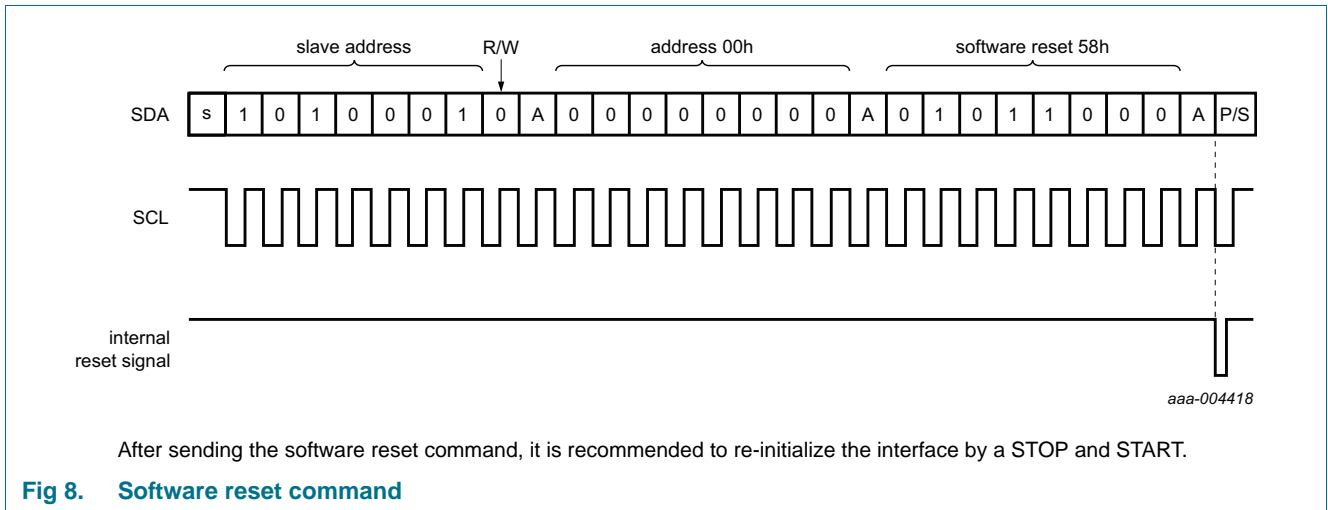 slave address R/W address 00h software reset 58h
SDA s 1 0 1 0 0 0 1 0 A 0 0 0 0 0 0 0 0 A 0 1 0 1 1 0 0 0 A P/S
SCL
internal
reset signal
aaa-004418
After sending the software reset command, it is recommended to re-initialize the interface by a STOP and START.
Fig 8. Software reset command